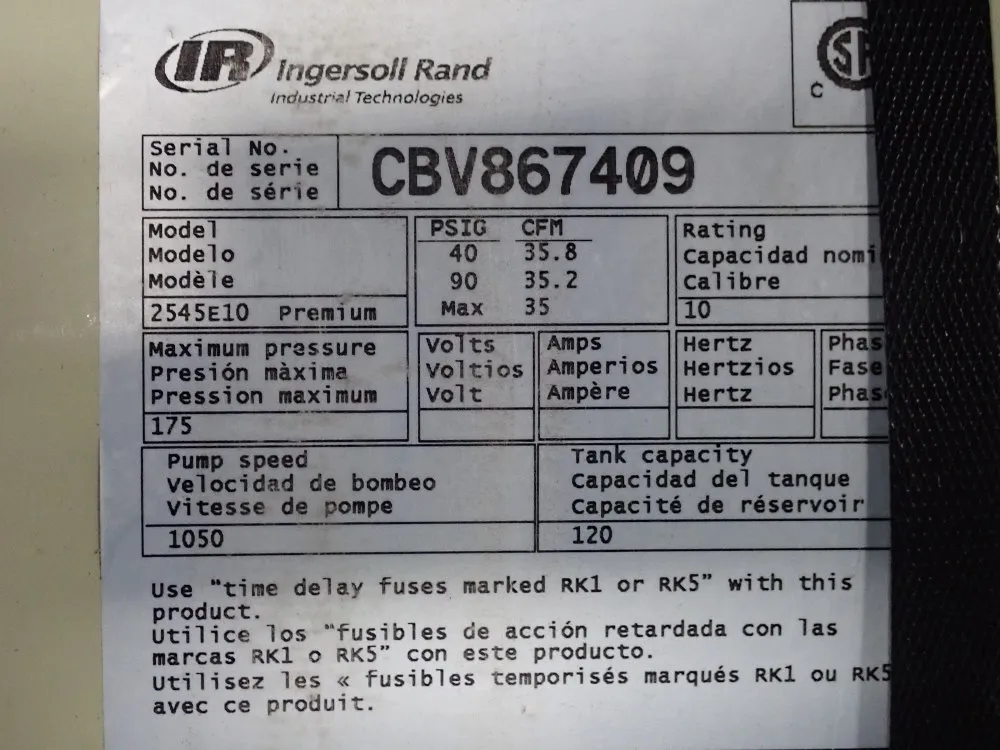 IR Ingersoll Rand
Industrial Technologies
C
Serial No.
No. de serie
No. de série
CBV867409
Model
Modelo
Modèle
2545E10 Premium
PSIG CFM
40 35.8
90 35.2
Max 35
Rating
Capacidad nomi
Calibre
10
Maximum pressure
Presión màxima
Pression maximum
175
Volts
Voltios
Volt
Amps
Amperios
Ampère
Hertz
Hertzios
Hertz
Phas
Fase
Phas
Pump speed
Velocidad de bombeo
Vitesse de pompe
1050
Tank capacity
Capacidad del tanque
Capacité de réservoir
120
Use "time delay fuses marked RK1 or RK5" with this
product.
Utilice los "fusibles de acción retardada con las
marcas RK1 o RK5" con este producto.
Utilisez les « fusibles temporisés marqués RK1 ou RK5
avec ce produit.